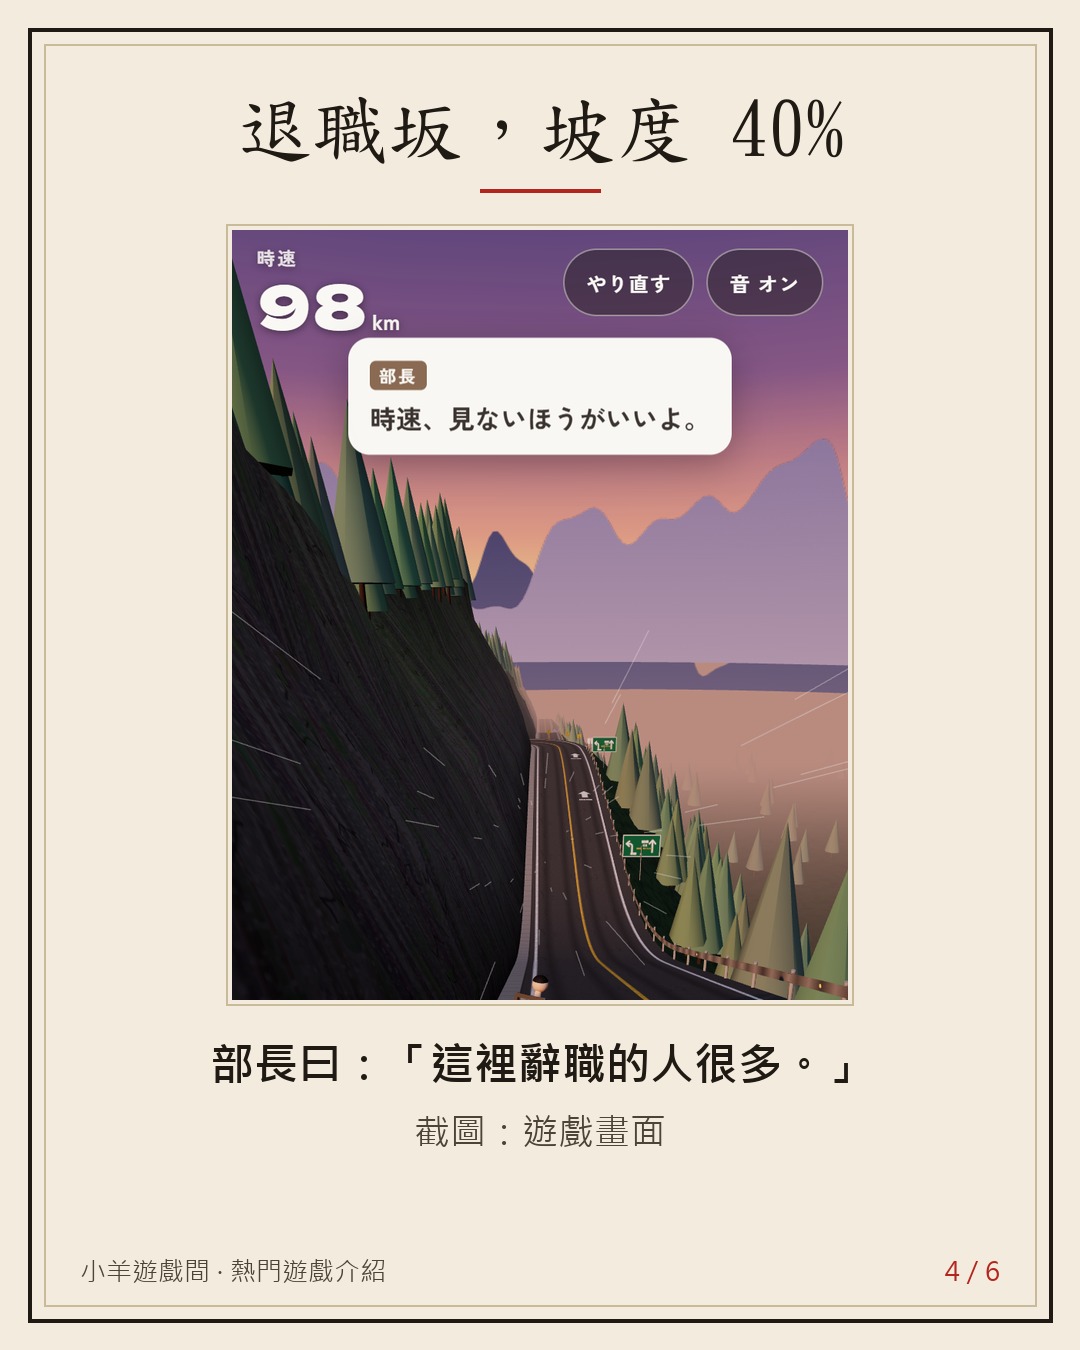 退職坂，坡度 40%
時速
98 km
やり直す
音 オン
部長
時速、見ないほうがいいよ。
部長曰：「這裡辭職的人很多。」
截圖：遊戲畫面
小羊遊戲間 · 熱門遊戲介紹
4 / 6